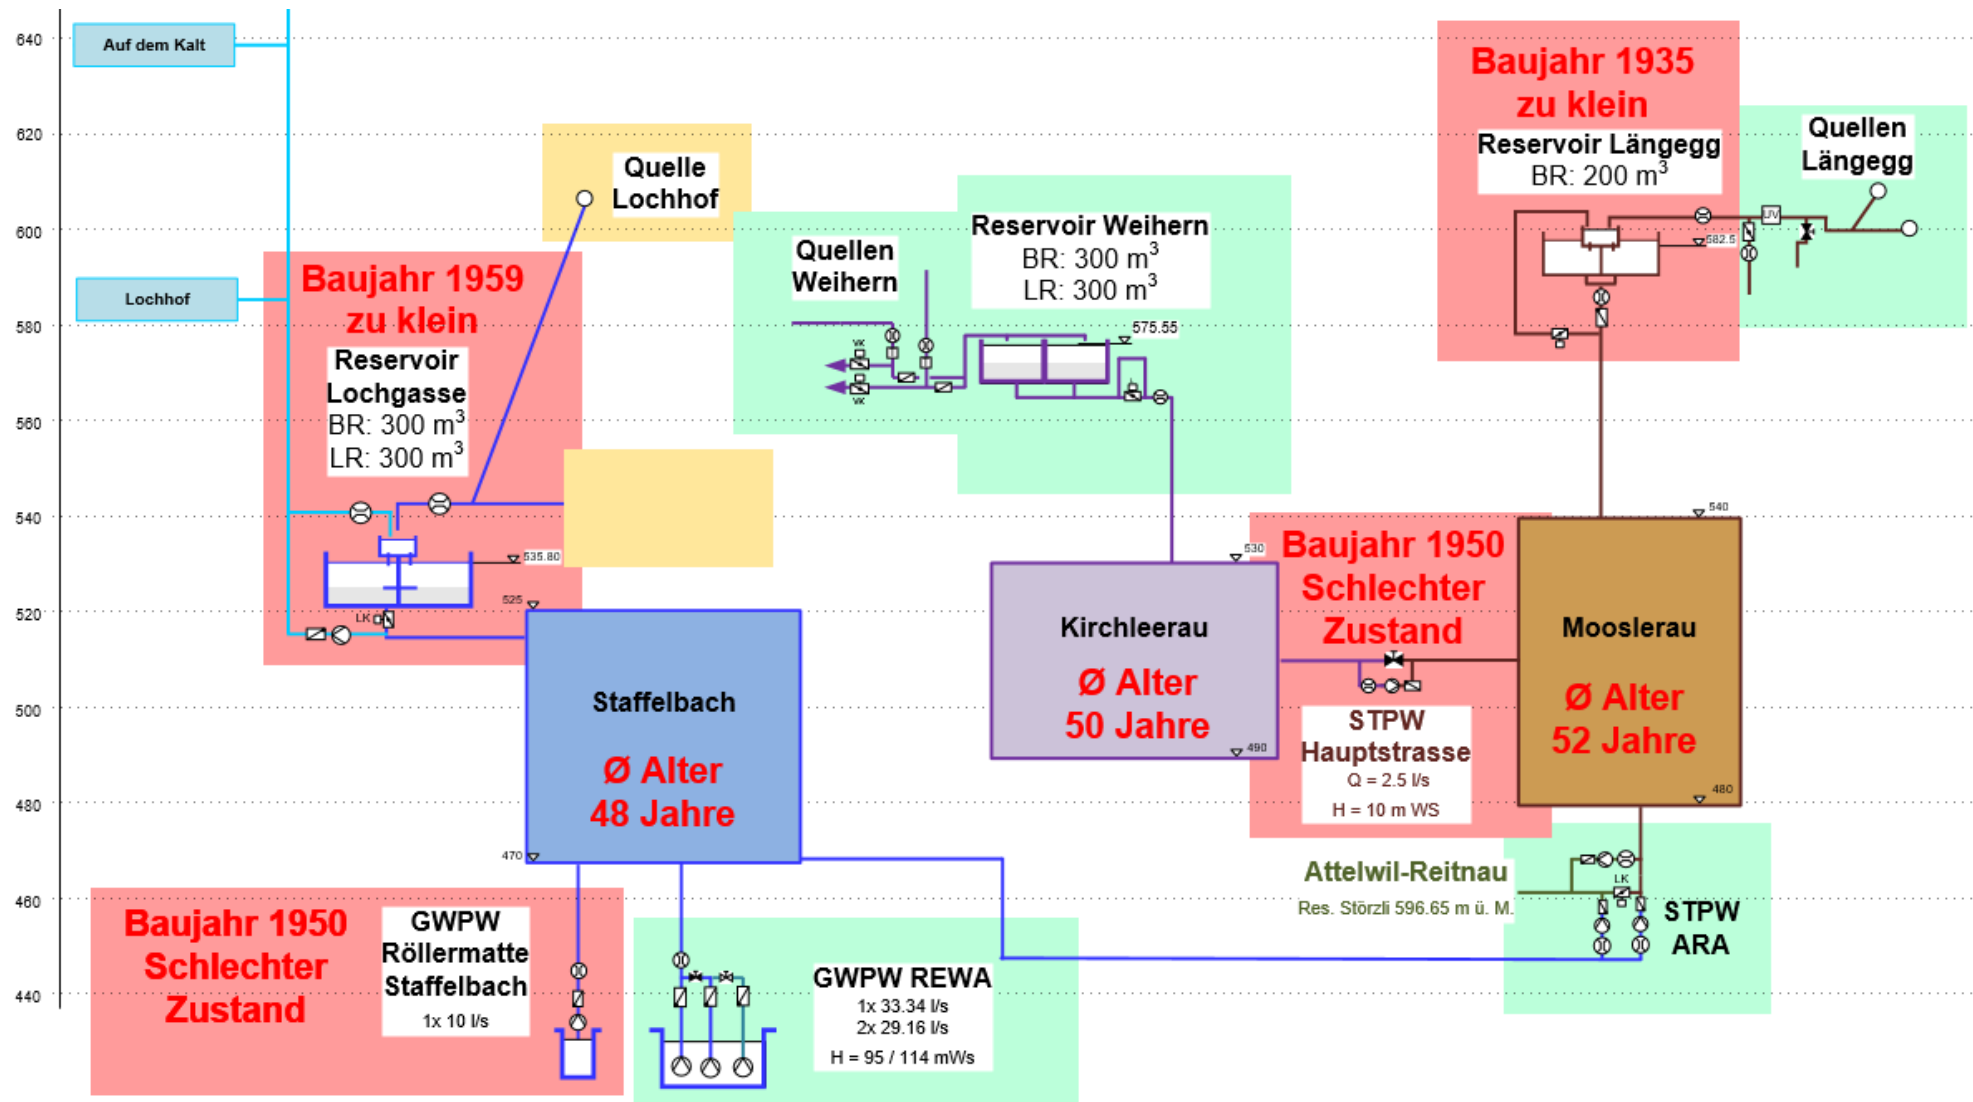 640
620
600
580
560
540
520
500
480
460
440
Auf dem Kalt
Lochhof
Baujahr 1959
zu klein
Reservoir
Lochgasse
BR: 300 m³
LR: 300 m³
535.80
LK
Quelle
Lochhof
Quellen
Weihern
VK
VK
Reservoir Weihern
BR: 300 m³
LR: 300 m³
575.55
Baujahr 1935
zu klein
Reservoir Längegg
BR: 200 m³
582.5
UV
Quellen
Längegg
525
Staffelbach
Ø Alter
48 Jahre
470
530
Kirchleerau
Ø Alter
50 Jahre
490
Baujahr 1950
Schlechter
Zustand
STPW
Hauptstrasse
Q = 2.5 l/s
H = 10 m WS
540
Mooslerau
Ø Alter
52 Jahre
480
Attelwil-Reitnau
Res. Störzli 596.65 m ü. M.
LK
STPW
ARA
Baujahr 1950
Schlechter
Zustand
GWPW
Röllermatte
Staffelbach
1x 10 l/s
GWPW REWA
1x 33.34 l/s
2x 29.16 l/s
H = 95 / 114 mWs